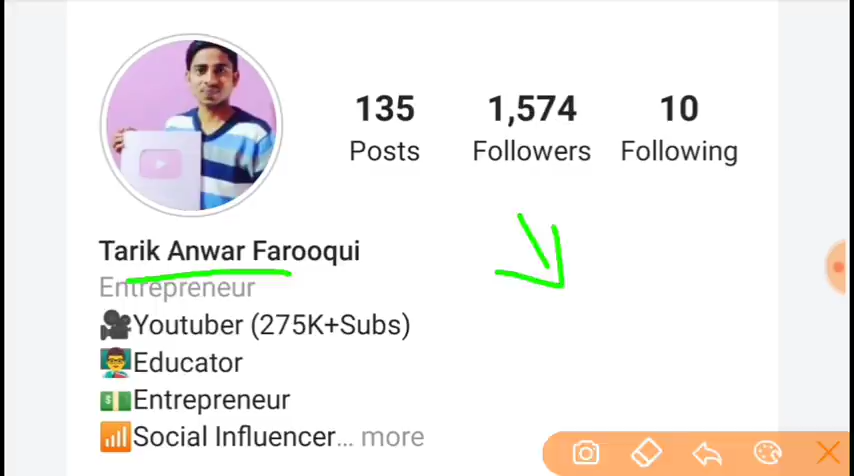 135 1,574 10
Posts Followers Following
Tarik Anwar Farooqui
Entrepreneur
Youtuber (275K+Subs)
Educator
Entrepreneur
Social Influencer... more